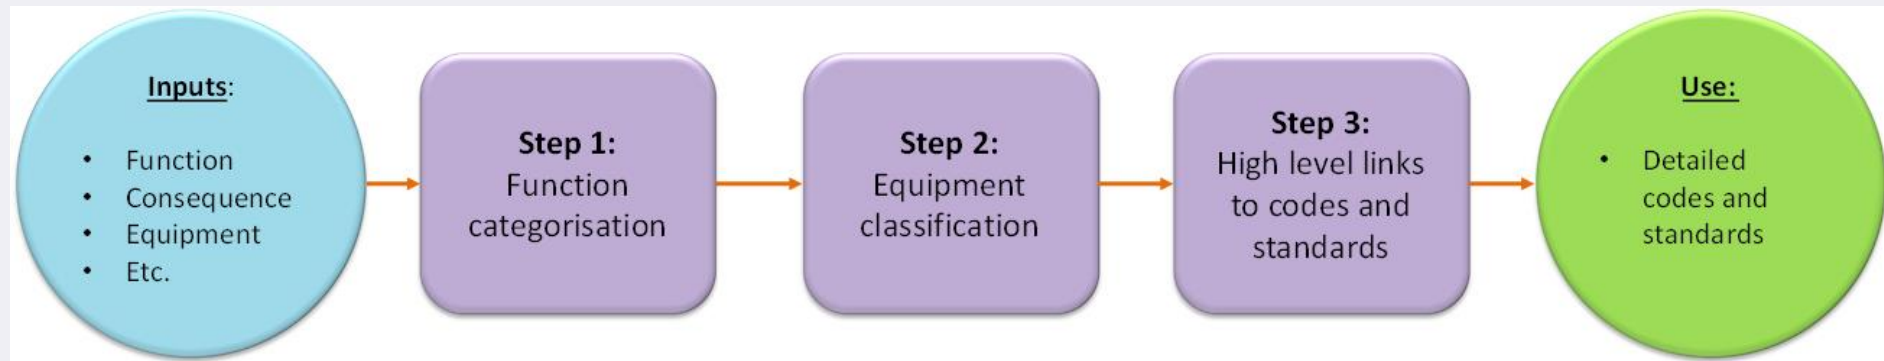 Inputs:
• Function
• Consequence
• Equipment
• Etc.
Step 1:
Function
categorisation
Step 2:
Equipment
classification
Step 3:
High level links
to codes and
standards
Use:
• Detailed
codes and
standards